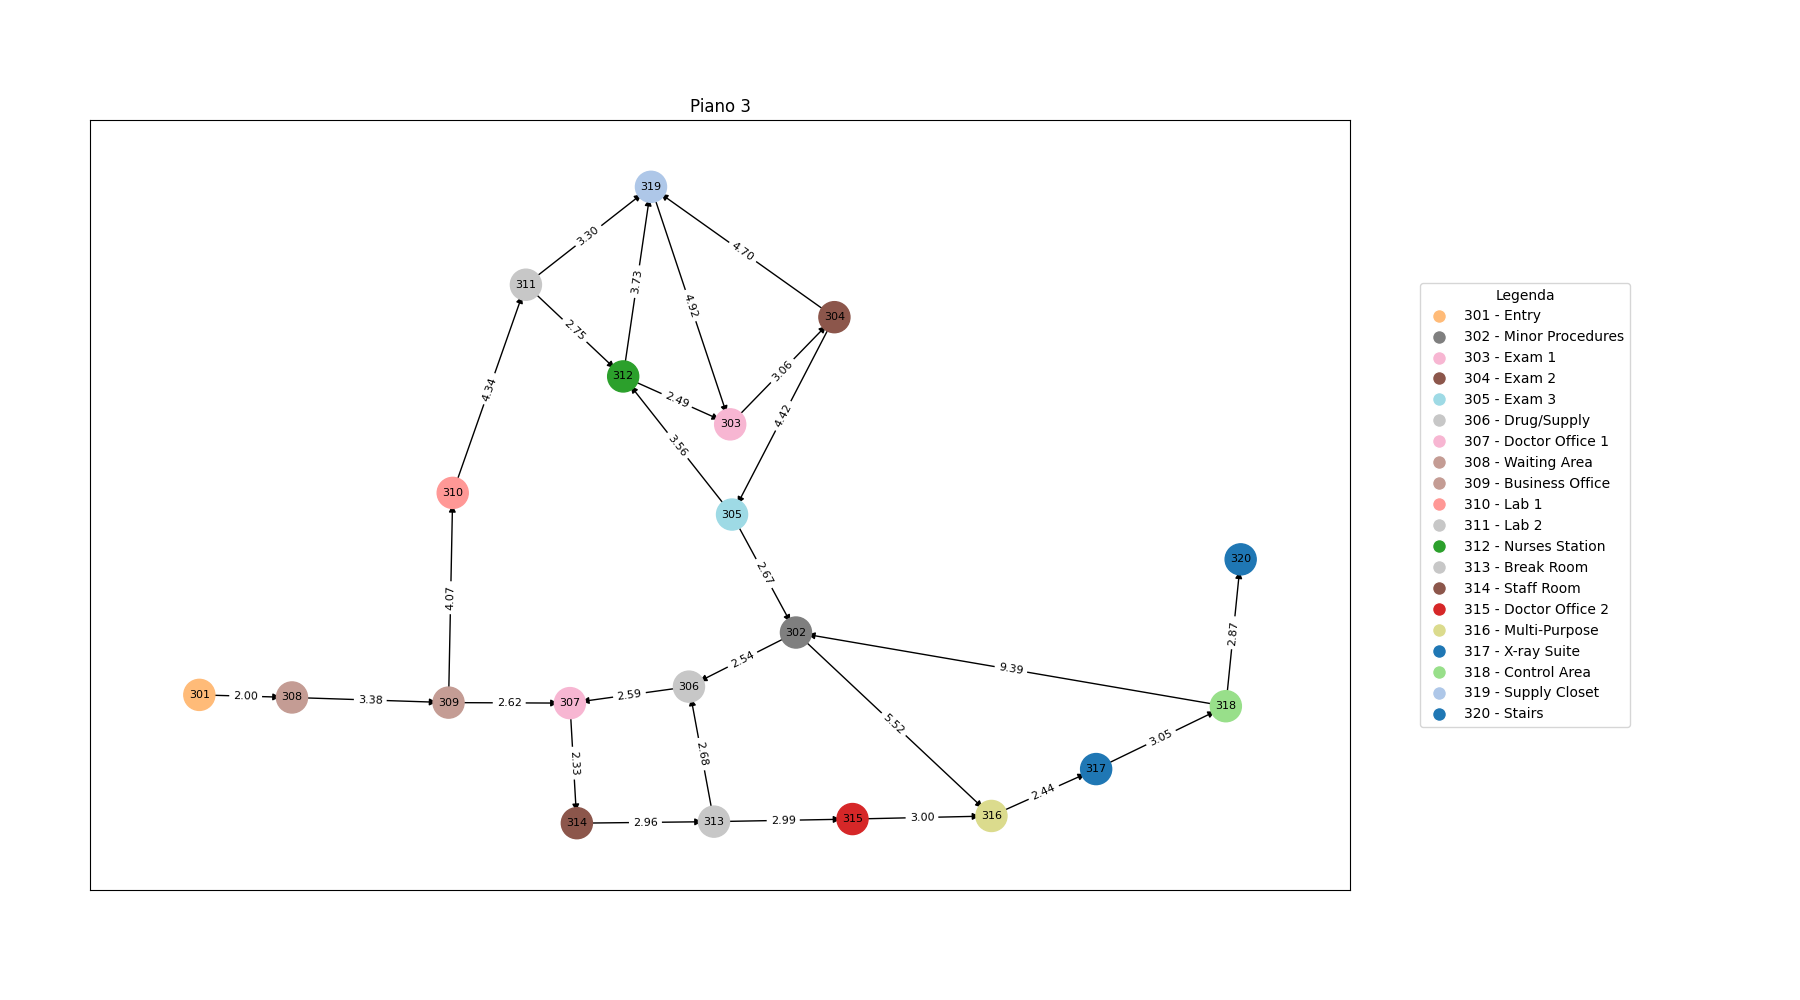 Piano 3
319
3.30
4.70
3.73
4.92
311
304
2.75
3.06
312
2.49
4.34
4.42
303
3.56
310
305
2.67
320
4.07
302
2.87
2.54
9.39
306
301
2.00
308
3.38
309
2.62
307
2.59
318
5.52
2.68
3.05
2.33
317
2.44
314
2.96
313
2.99
315
3.00
316
Legenda
301 - Entry
302 - Minor Procedures
303 - Exam 1
304 - Exam 2
305 - Exam 3
306 - Drug/Supply
307 - Doctor Office 1
308 - Waiting Area
309 - Business Office
310 - Lab 1
311 - Lab 2
312 - Nurses Station
313 - Break Room
314 - Staff Room
315 - Doctor Office 2
316 - Multi-Purpose
317 - X-ray Suite
318 - Control Area
319 - Supply Closet
320 - Stairs